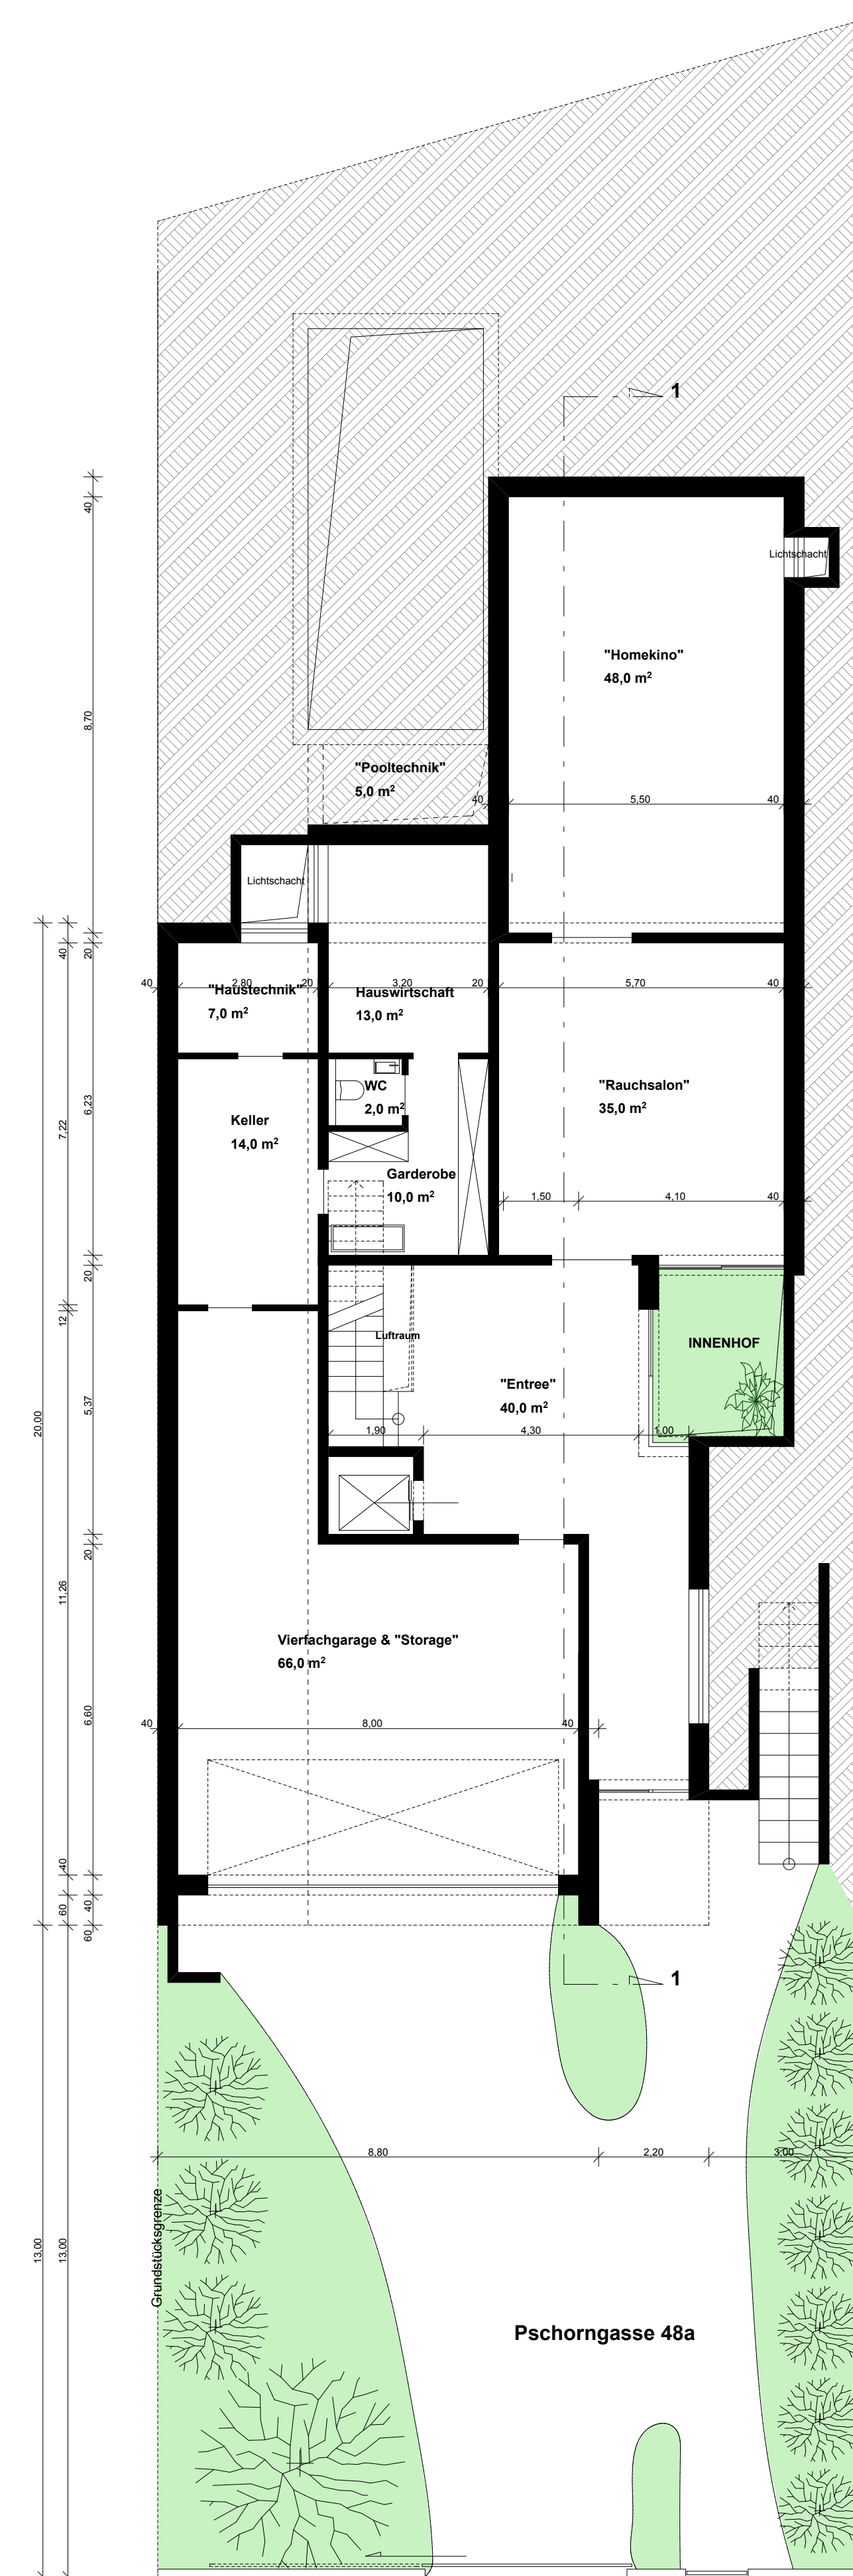 1
40
Lichtschacht
"Homekino"
48,0 m²
8,70
"Pooltechnik"
5,0 m²
40
5,50
40
Lichtschacht
40
20
40
2,80
20
3,20
20
5,70
40
"Haustechnik"
7,0 m²
Hauswirtschaft
13,0 m²
WC
2,0 m²
"Rauchsalon"
35,0 m²
6,23
7,22
Keller
14,0 m²
Garderobe
10,0 m²
1,50
4,10
40
20
12
Luftraum
INNENHOF
"Entree"
40,0 m²
5,37
20,00
1,90
4,30
1,00
20
11,26
Vierfachgarage & "Storage"
66,0 m²
6,60
40
8,00
40
40
60
40
60
1
8,80
2,20
3,00
Grundstücksgrenze
13,00
13,00
Pschorngasse 48a